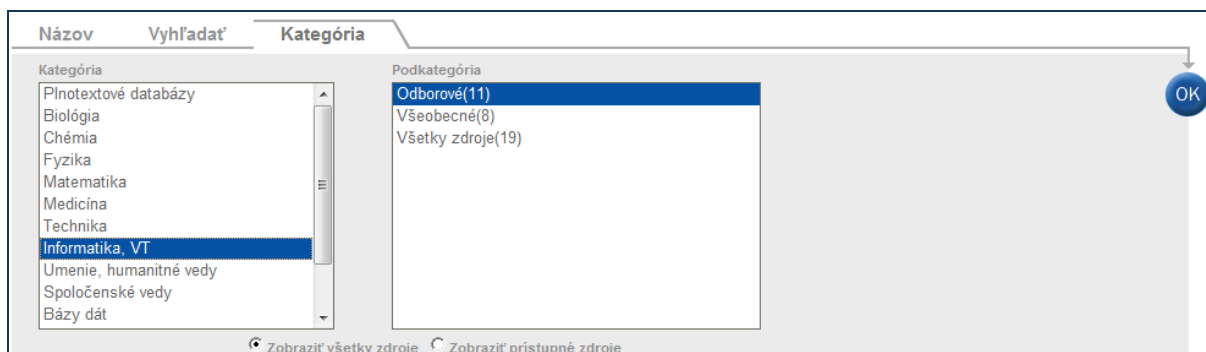 Názov Vyhľadať Kategória
Kategória Podkategória
Plnotextové databázy
Biológia
Chémia
Fyzika
Matematika
Medicína
Technika
Informatika, VT
Umenie, humanitné vedy
Spoločenské vedy
Bázy dát
Odborové(11)
Všeobecné(8)
Všetky zdroje(19)
OK
Zobraziť všetky zdroje Zobraziť prístupné zdroje